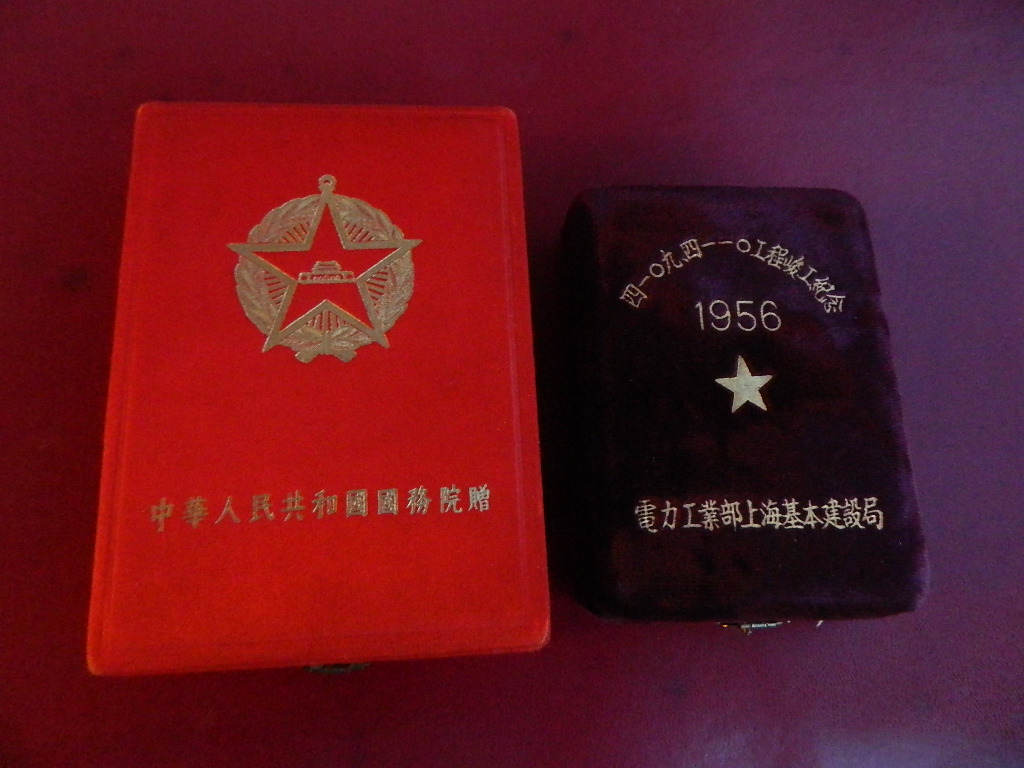 中華人民共和國國務院贈
四一〇九四一一〇工程峻工紀念
1956
電力工業部上海基本建設局